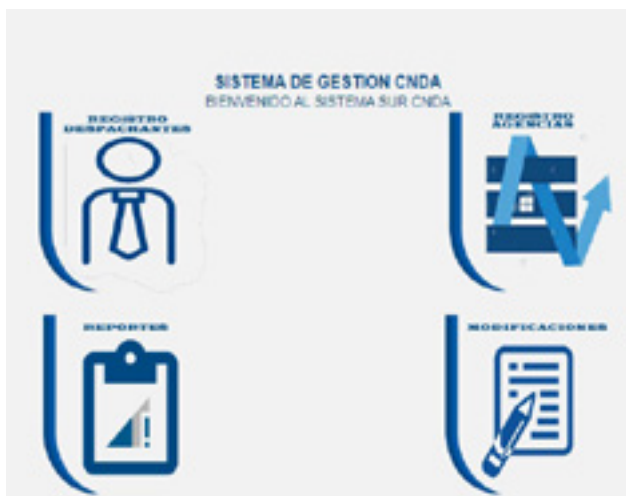 SISTEMA DE GESTION CNDA
BIENVENIDO AL SISTEMA SUR CNDA
REGISTRO
DESPACHANTES
REGISTRO
AGENCIAS
REPORTES
MODIFICACIONES